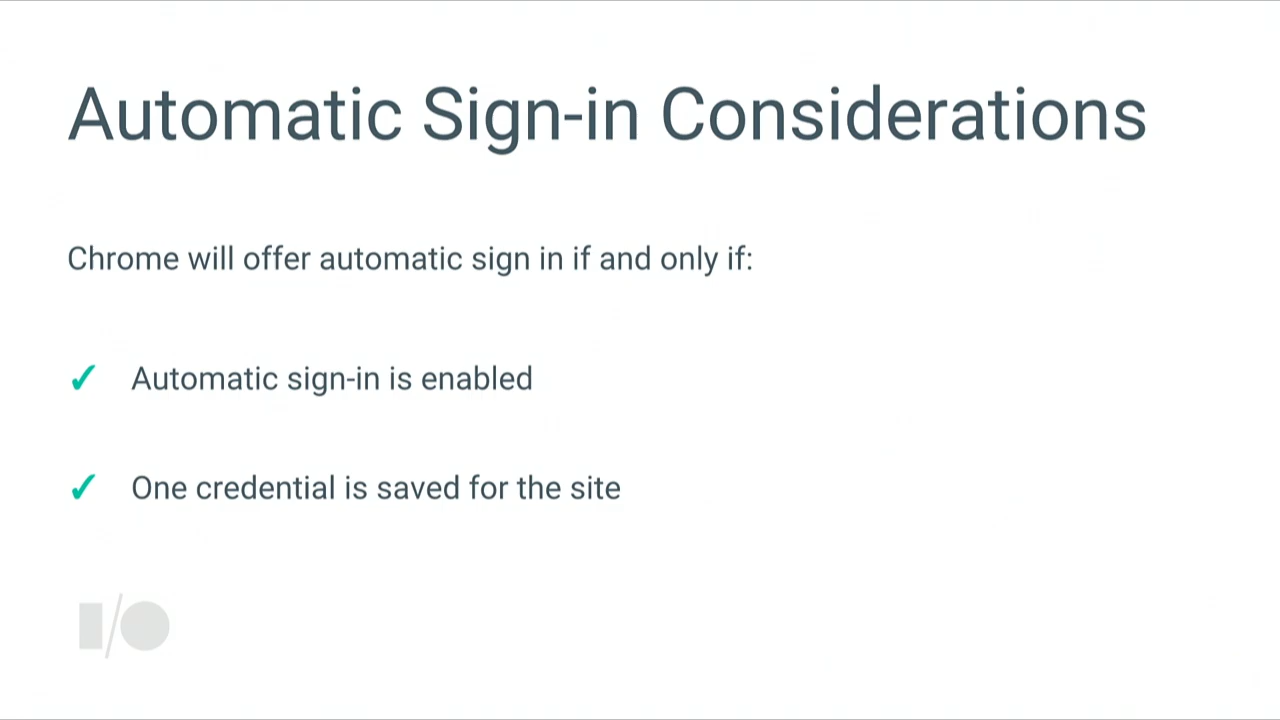 Automatic Sign-in Considerations
Chrome will offer automatic sign in if and only if:
✓ Automatic sign-in is enabled
✓ One credential is saved for the site
I/O